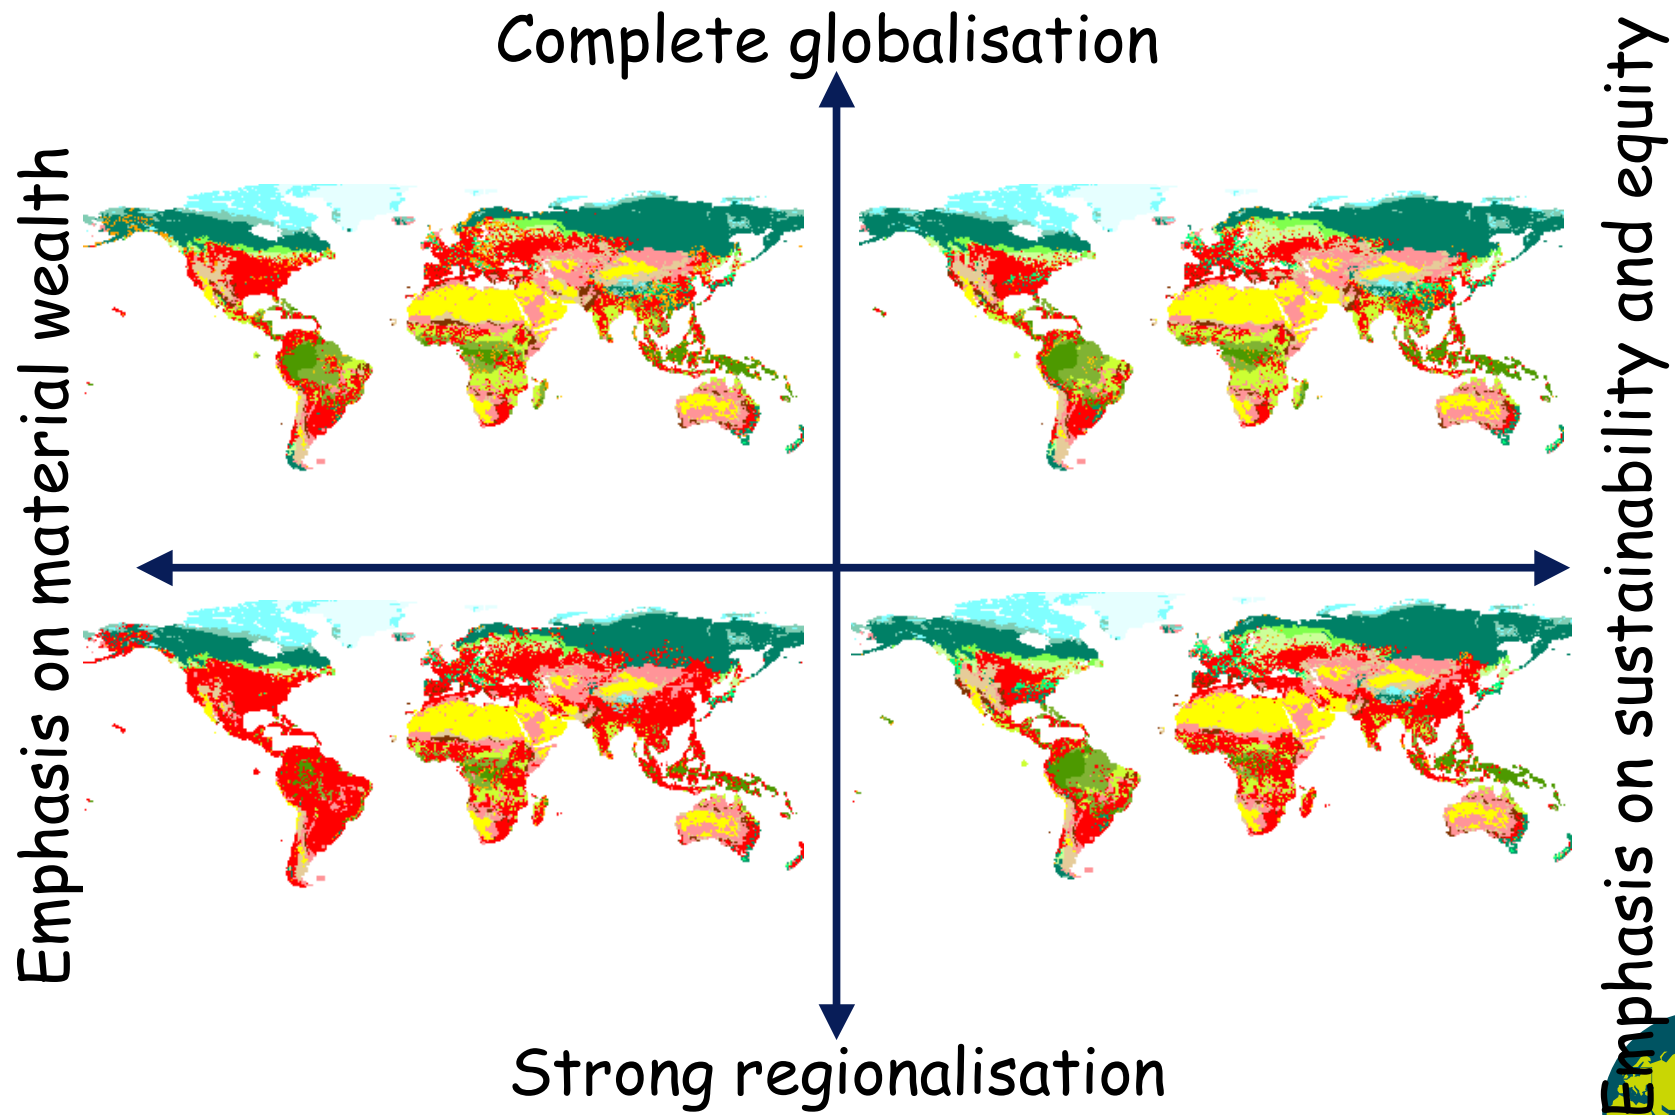 Complete globalisation
Emphasis on material wealth
Emphasis on sustainability and equity
Strong regionalisation